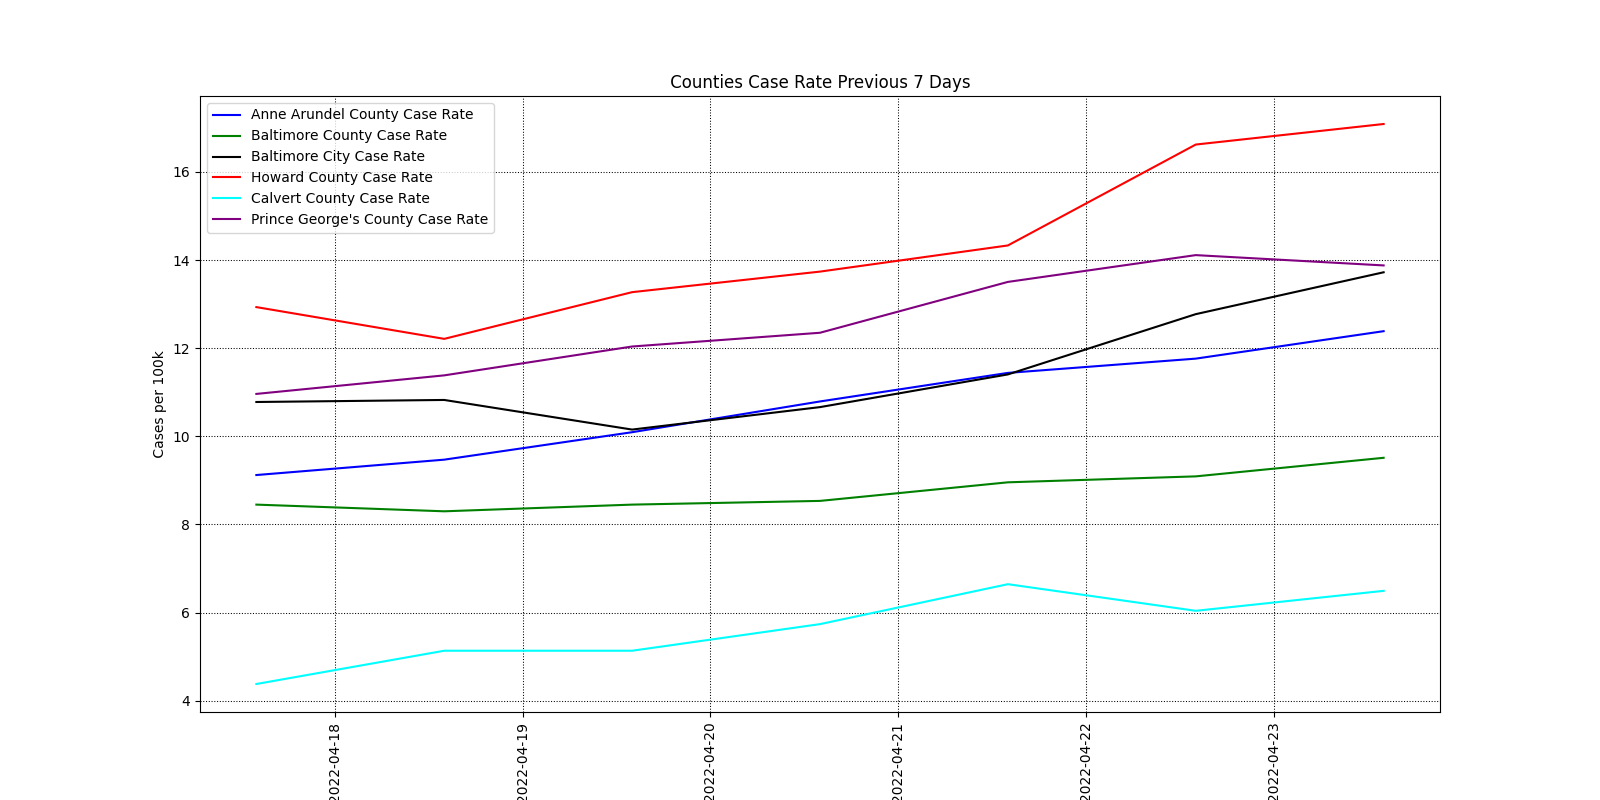 Counties Case Rate Previous 7 Days
Anne Arundel County Case Rate
Baltimore County Case Rate
Baltimore City Case Rate
Howard County Case Rate
Calvert County Case Rate
Prince George's County Case Rate
Cases per 100k
16
14
12
10
8
6
4
2022-04-18
2022-04-19
2022-04-20
2022-04-21
2022-04-22
2022-04-23